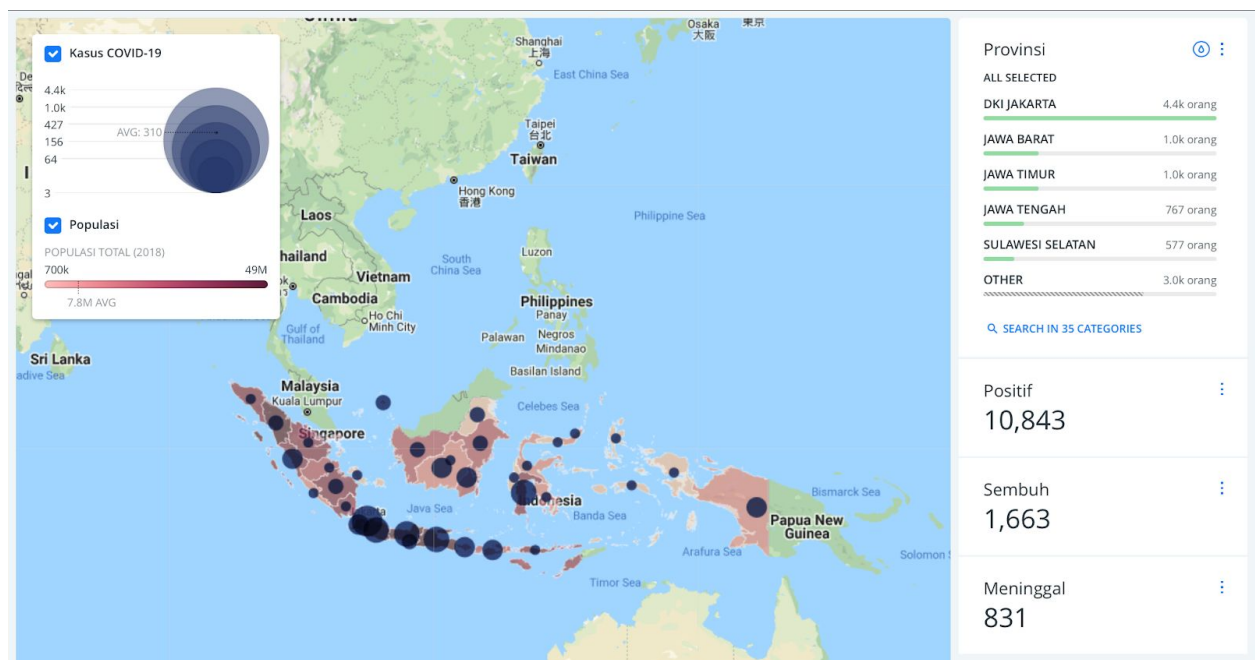 Kasus COVID-19
4.4k
1.0k
427
AVG: 310
156
64
3
Populasi
POPULASI TOTAL (2018)
700k 49M
7.8M AVG
Osaka
大阪
東京
Shanghai
上海
East China Sea
Taipei
台北
Taiwan
Hong Kong
香港
Laos
Philippine Sea
Luzon
hailand
South
China Sea
Vietnam
Cambodia
Philippines
Panay
Ho Chi
Minh City
Gulf of
Thailand
Palawan
Negros
Mindanao
Sri Lanka
adive Sea
Basilan Island
Malaysia
Kuala Lumpur
Celebes Sea
Singapore
Java Sea
Indonesia
Banda Sea
Bismarck Sea
Papua New
Guinea
Arafura Sea
Solomon
Timor Sea
Provinsi
ALL SELECTED
DKI JAKARTA 4.4k orang
JAWA BARAT 1.0k orang
JAWA TIMUR 1.0k orang
JAWA TENGAH 767 orang
SULAWESI SELATAN 577 orang
OTHER 3.0k orang
SEARCH IN 35 CATEGORIES
Positif
10,843
Sembuh
1,663
Meninggal
831